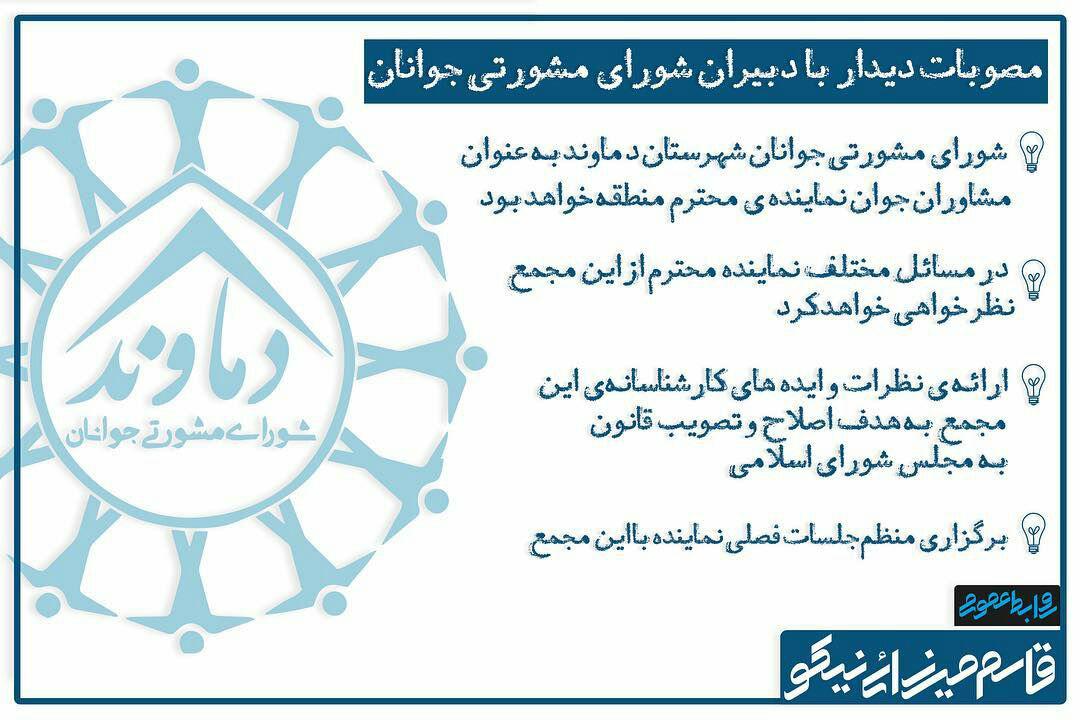 مصوبات دیدار با دبیران شورای مشورتی جوانان
شورای مشورتی جوانان شهرستان دماوند به عنوان
مشاوران جوان نماینده ی محترم منطقه خواهد بود
در مسائل مختلف نماینده محترم از این مجمع
نظر خواهی خواهد کرد
ارائه‌ی نظرات و ایده های کارشناسانه‌ی این
مجمع به هدف اصلاح و تصویب قانون
به مجلس شورای اسلامی
برگزاری منظم جلسات فصلی نماینده با این مجمع
دماوند
شورای مشورتی جوانان
روابط عمومی
قاسم میرزائی نیکو